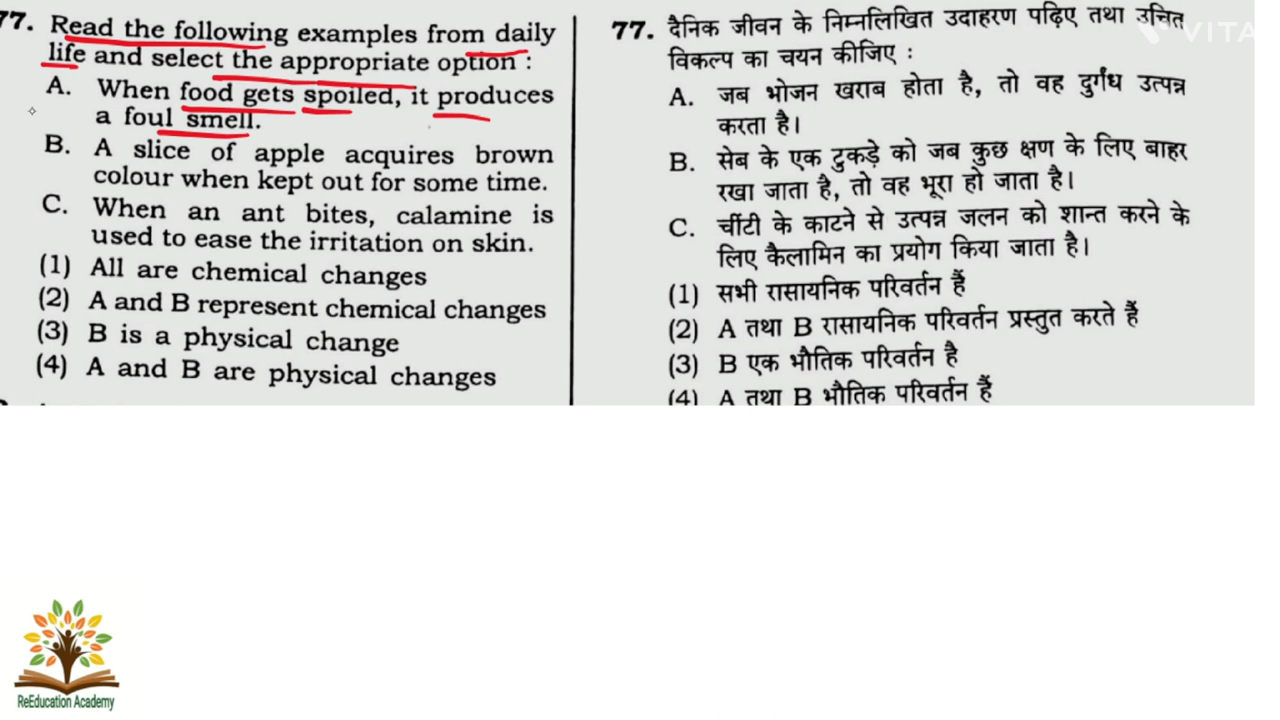 77. Read the following examples from daily
life and select the appropriate option :
A. When food gets spoiled, it produces
a foul smell.
B. A slice of apple acquires brown
colour when kept out for some time.
C. When an ant bites, calamine is
used to ease the irritation on skin.
(1) All are chemical changes
(2) A and B represent chemical changes
(3) B is a physical change
(4) A and B are physical changes
77. दैनिक जीवन के निम्नलिखित उदाहरण पढ़िए तथा उचित
विकल्प का चयन कीजिए :
A. जब भोजन खराब होता है, तो वह दुर्गंध उत्पन्न
करता है।
B. सेब के एक टुकड़े को जब कुछ क्षण के लिए बाहर
रखा जाता है, तो वह भूरा हो जाता है।
C. चींटी के काटने से उत्पन्न जलन को शान्त करने के
लिए कैलामिन का प्रयोग किया जाता है।
(1) सभी रासायनिक परिवर्तन हैं
(2) A तथा B रासायनिक परिवर्तन प्रस्तुत करते हैं
(3) B एक भौतिक परिवर्तन है
(4) A तथा B भौतिक परिवर्तन हैं
VITA
ReEducation Academy